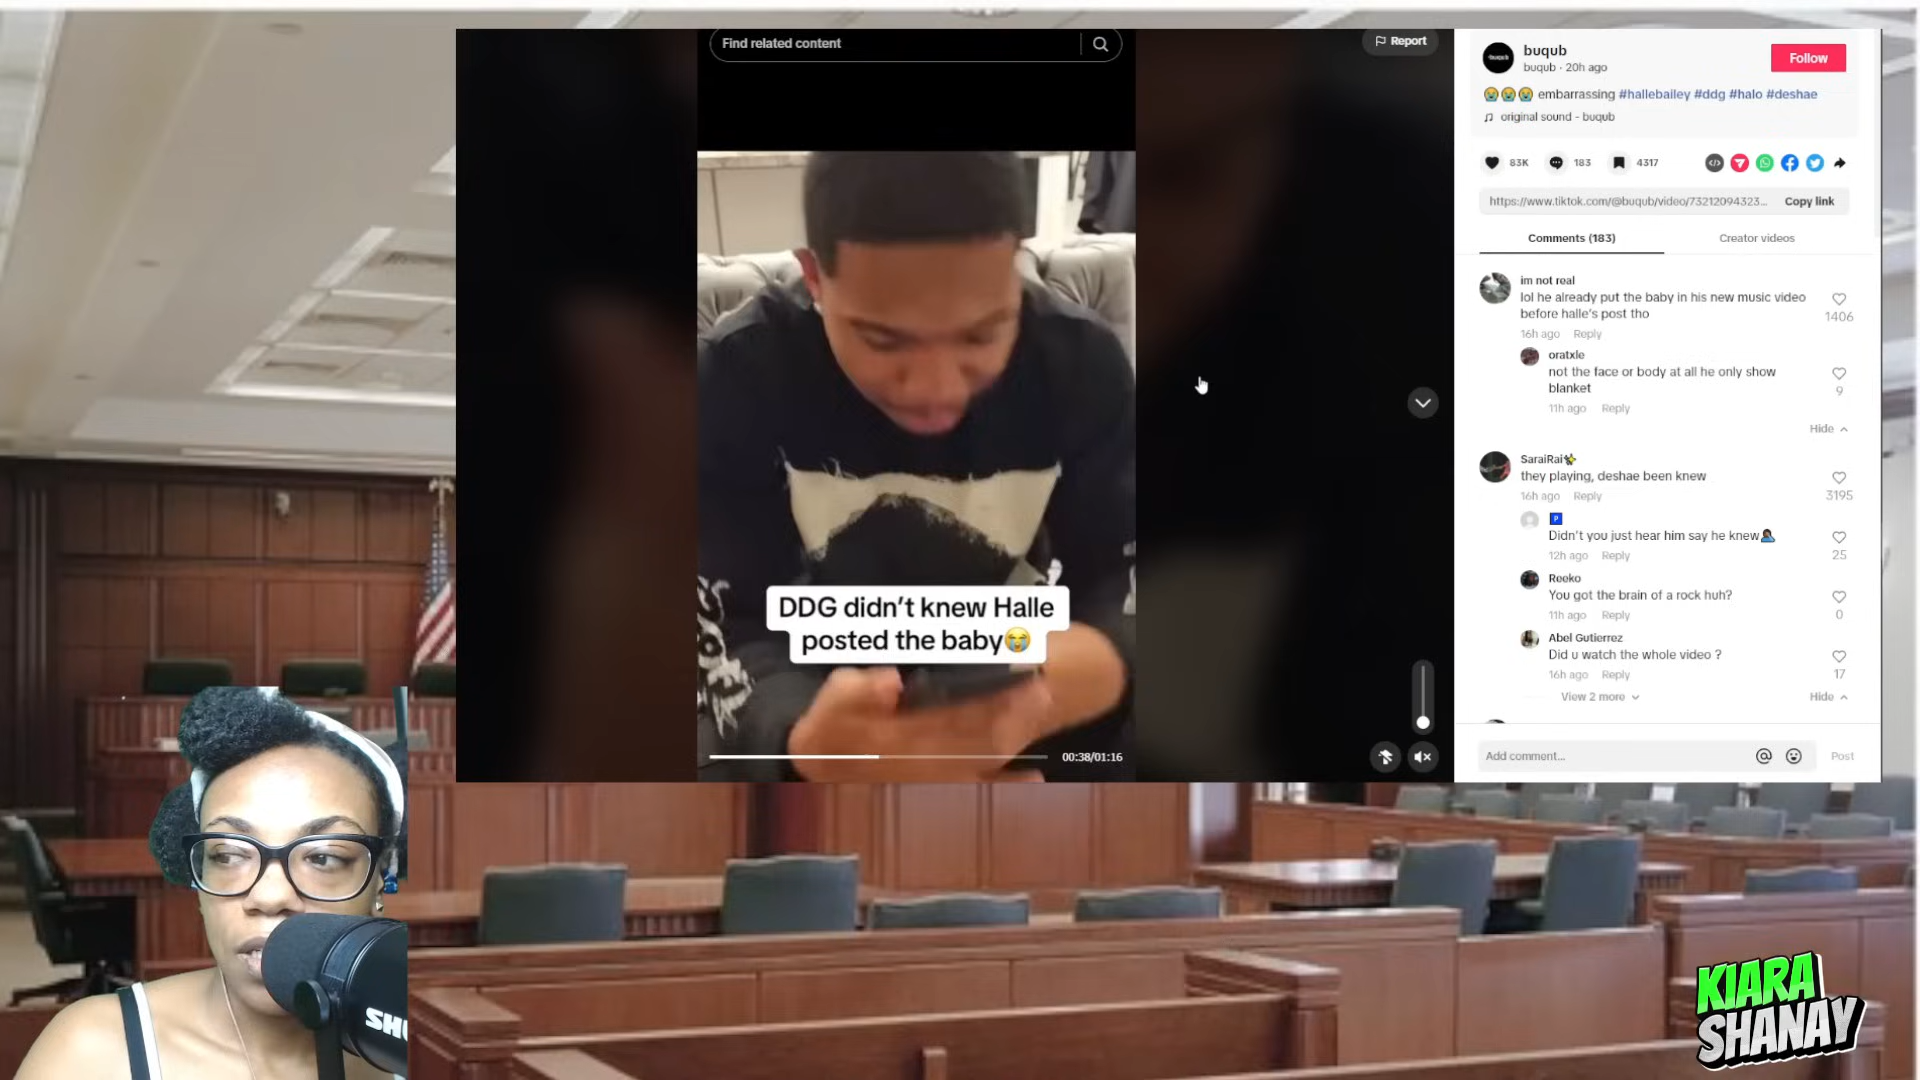 Find related content
Report
DDG didn't knew Halle
posted the baby😭
00:38/01:16
buqub
buqub · 20h ago
Follow
😭😭😭 embarrassing #hallebailey #ddg #halo #deshae
original sound - buqub
83K
183
4317
https://www.tiktok.com/@buqub/video/73212094323...
Copy link
Comments (183)
Creator videos
im not real
lol he already put the baby in his new music video
before halle's post tho
1406
16h ago Reply
oratxle
not the face or body at all he only show
blanket
9
11h ago Reply
Hide
SaraiRai
they playing, deshae been knew
3195
16h ago Reply
P
Didn't you just hear him say he knew
25
12h ago Reply
Reeko
You got the brain of a rock huh?
0
11h ago Reply
Abel Gutierrez
Did u watch the whole video ?
17
16h ago Reply
View 2 more
Hide
Add comment...
Post
KIARA
SHANAY